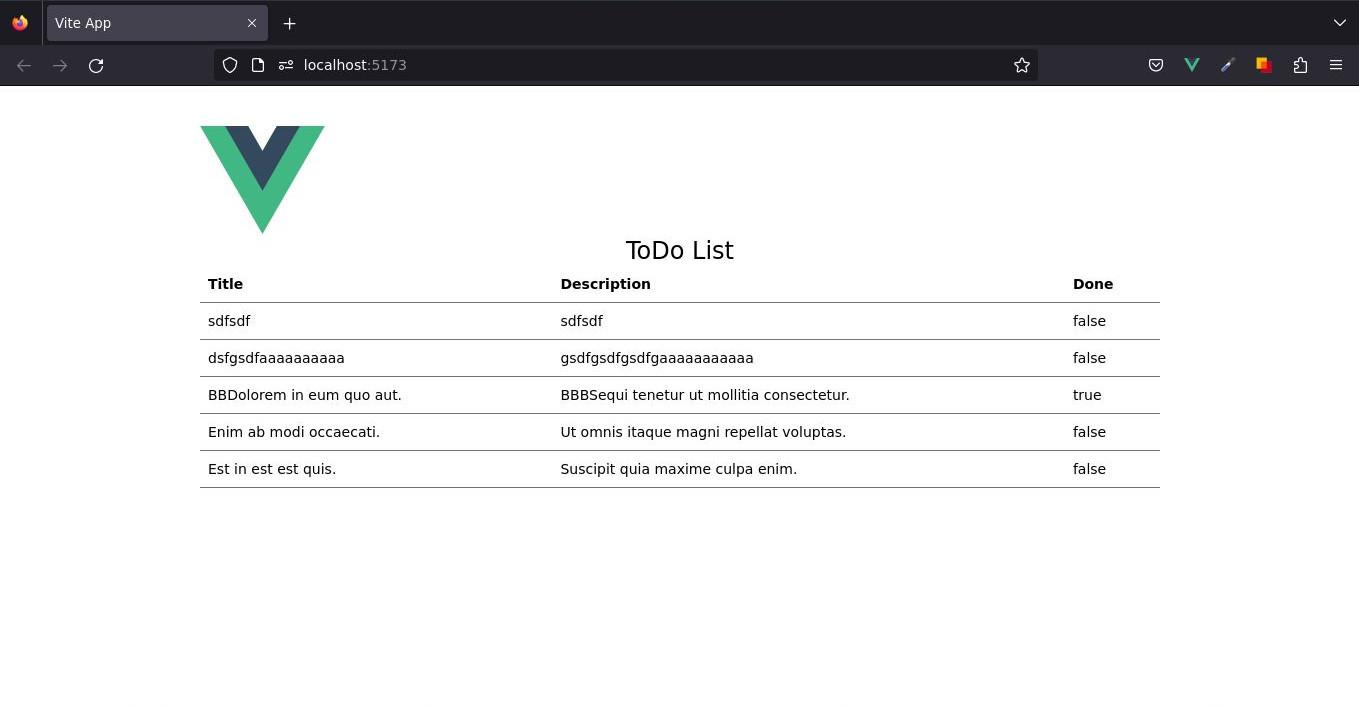 Vite App
localhost:5173
ToDo List
Title Description Done
sdfsdf sdfsdf false
dsfgsdfaaaaaaaaaa gsdfgsdfgsdfgaaaaaaaaaaa false
BBDolorem in eum quo aut. BBBSequi tenetur ut mollitia consectetur. true
Enim ab modi occaecati. Ut omnis itaque magni repellat voluptas. false
Est in est est quis. Suscipit quia maxime culpa enim. false